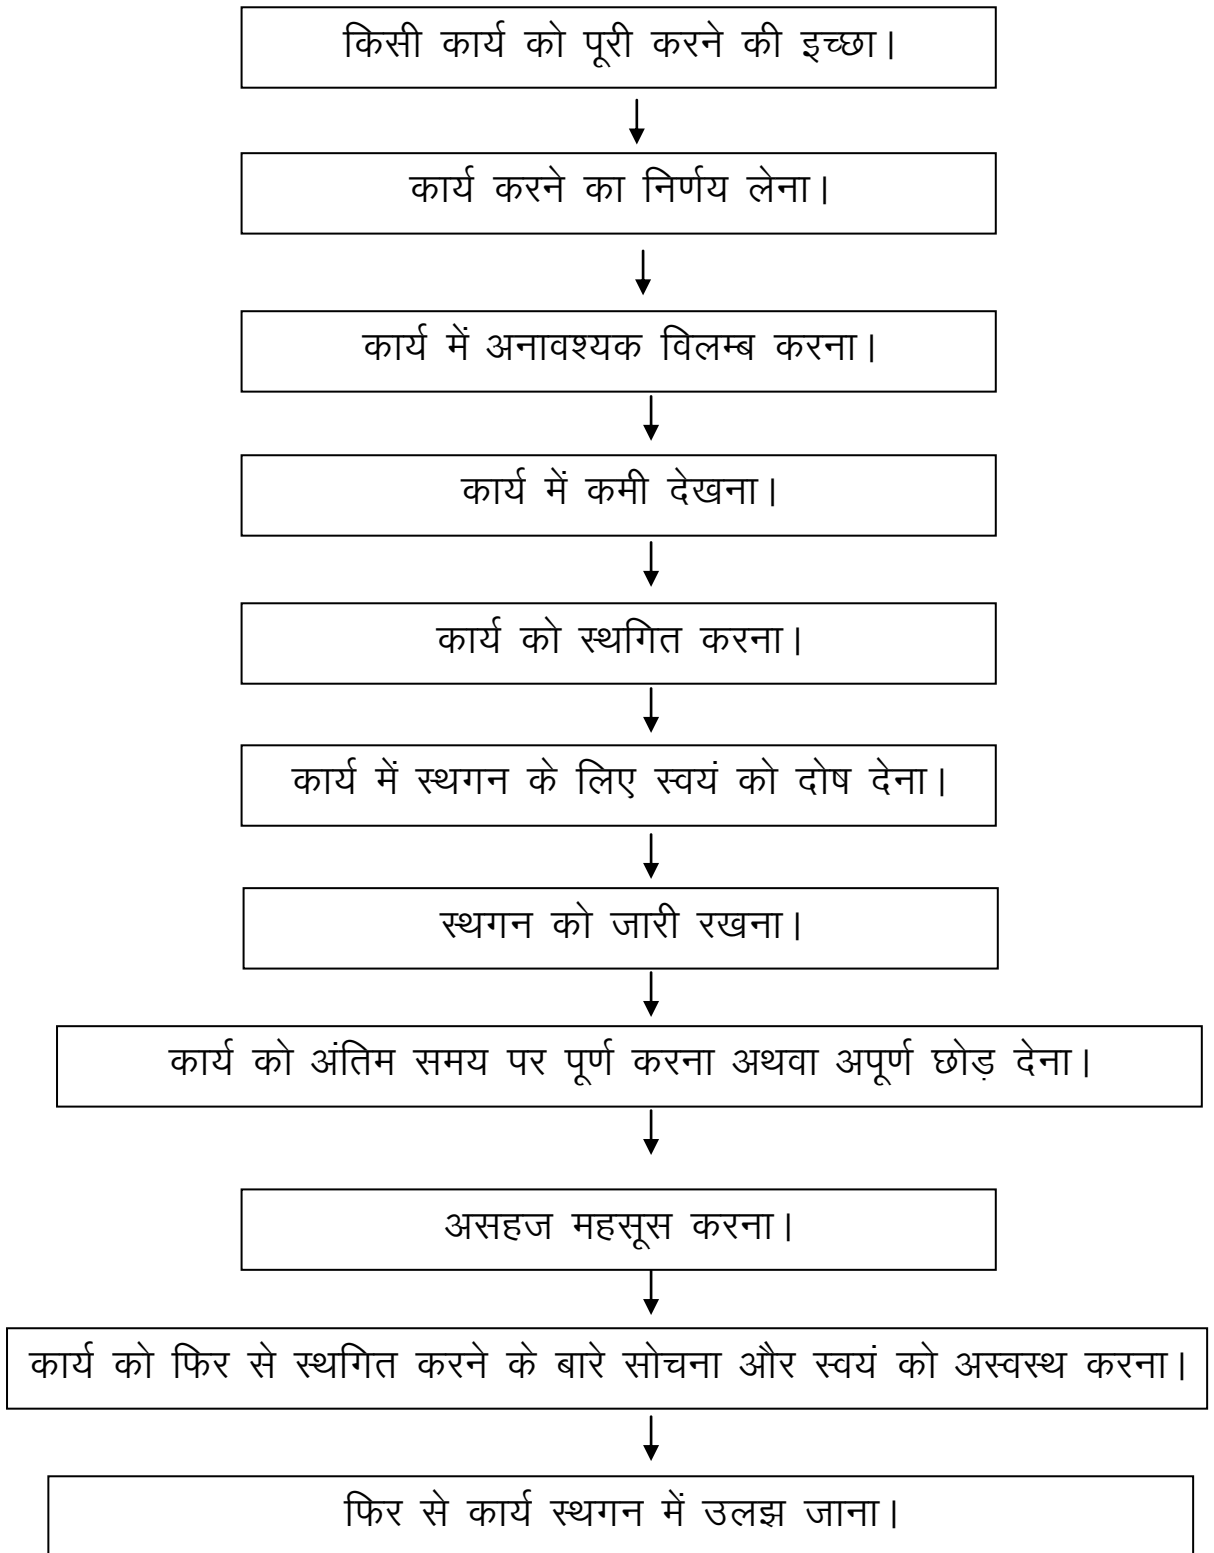 किसी कार्य को पूरी करने की इच्छा।
कार्य करने का निर्णय लेना।
कार्य में अनावश्यक विलम्ब करना।
कार्य में कमी देखना।
कार्य को स्थगित करना।
कार्य में स्थगन के लिए स्वयं को दोष देना।
स्थगन को जारी रखना।
कार्य को अंतिम समय पर पूर्ण करना अथवा अपूर्ण छोड़ देना।
असहज महसूस करना।
कार्य को फिर से स्थगित करने के बारे सोचना और स्वयं को अस्वस्थ करना।
फिर से कार्य स्थगन में उलझ जाना।